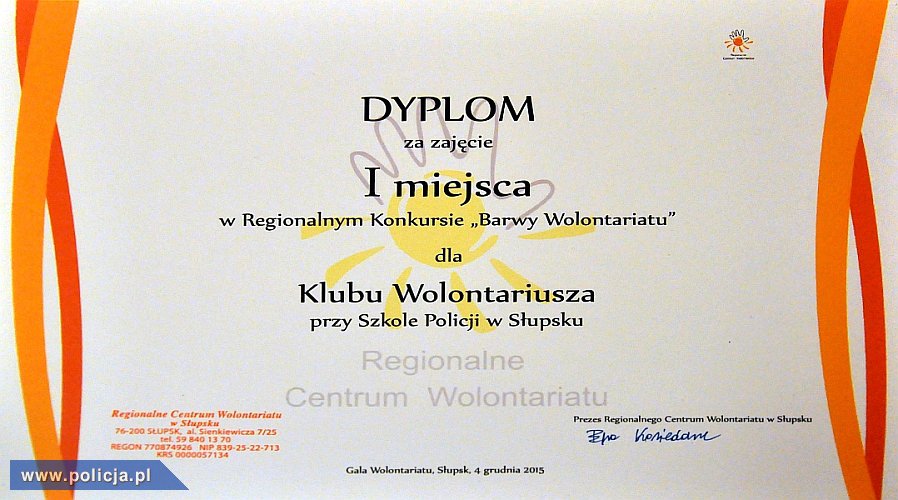 Regionalne
Centrum Wolontariatu
DYPLOM
za zajęcie
I miejsca
w Regionalnym Konkursie „Barwy Wolontariatu”
dla
Klubu Wolontariusza
przy Szkole Policji w Słupsku
Regionalne
Centrum Wolontariatu
Regionalne Centrum Wolontariatu
w Słupsku
76-200 SŁUPSK, al. Sienkiewicza 7/25
tel. 59 840 13 70
REGON 770874926 NIP 839-25-22-713
KRS 0000057134
Prezes Regionalnego Centrum Wolontariatu w Słupsku
Gala Wolontariatu, Słupsk, 4 grudnia 2015
www.policja.pl